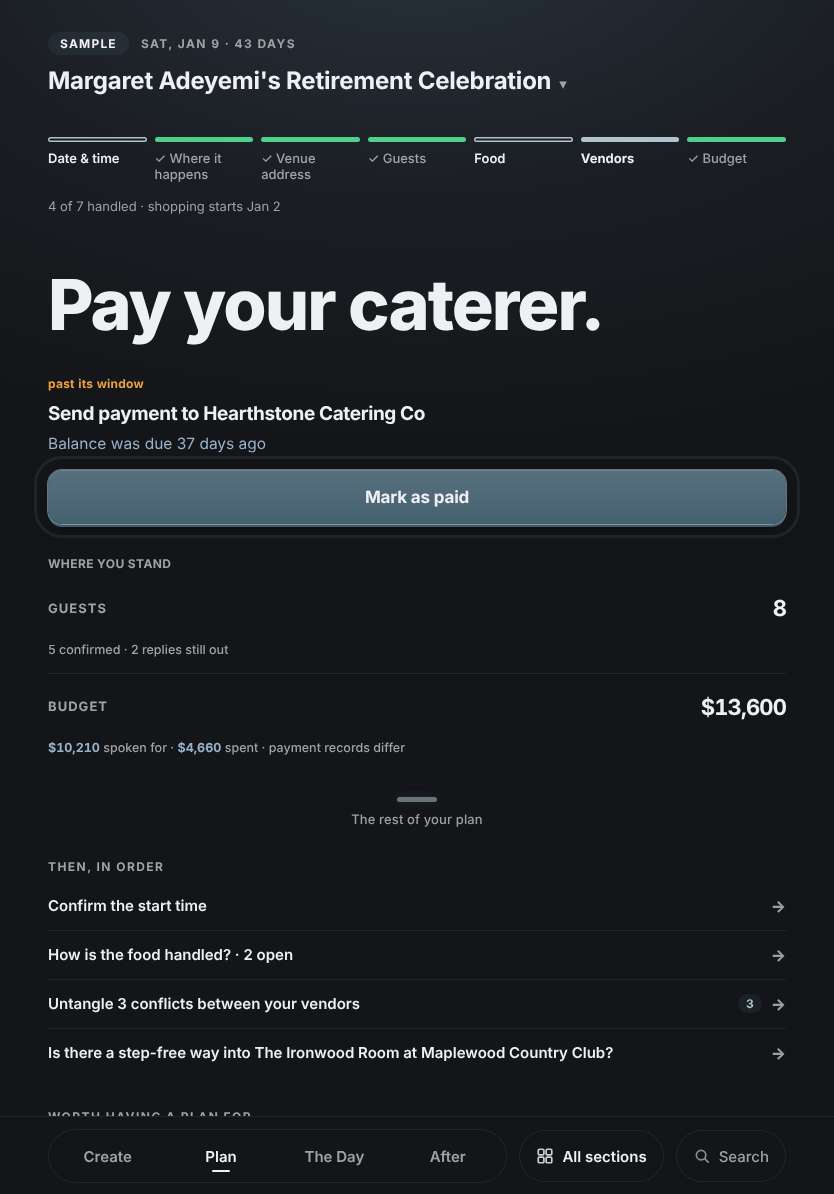 SAMPLE SAT, JAN 9 · 43 DAYS
Margaret Adeyemi's Retirement Celebration ▾
Date & time
✓ Where it happens
✓ Venue address
✓ Guests
Food
Vendors
✓ Budget
4 of 7 handled · shopping starts Jan 2
Pay your caterer.
past its window
Send payment to Hearthstone Catering Co
Balance was due 37 days ago
Mark as paid
WHERE YOU STAND
GUESTS 8
5 confirmed · 2 replies still out
BUDGET $13,600
$10,210 spoken for · $4,660 spent · payment records differ
The rest of your plan
THEN, IN ORDER
Confirm the start time →
How is the food handled? · 2 open →
Untangle 3 conflicts between your vendors 3 →
Is there a step-free way into The Ironwood Room at Maplewood Country Club? →
WORTH HAVING A PLAN FOR
Create Plan The Day After All sections Search